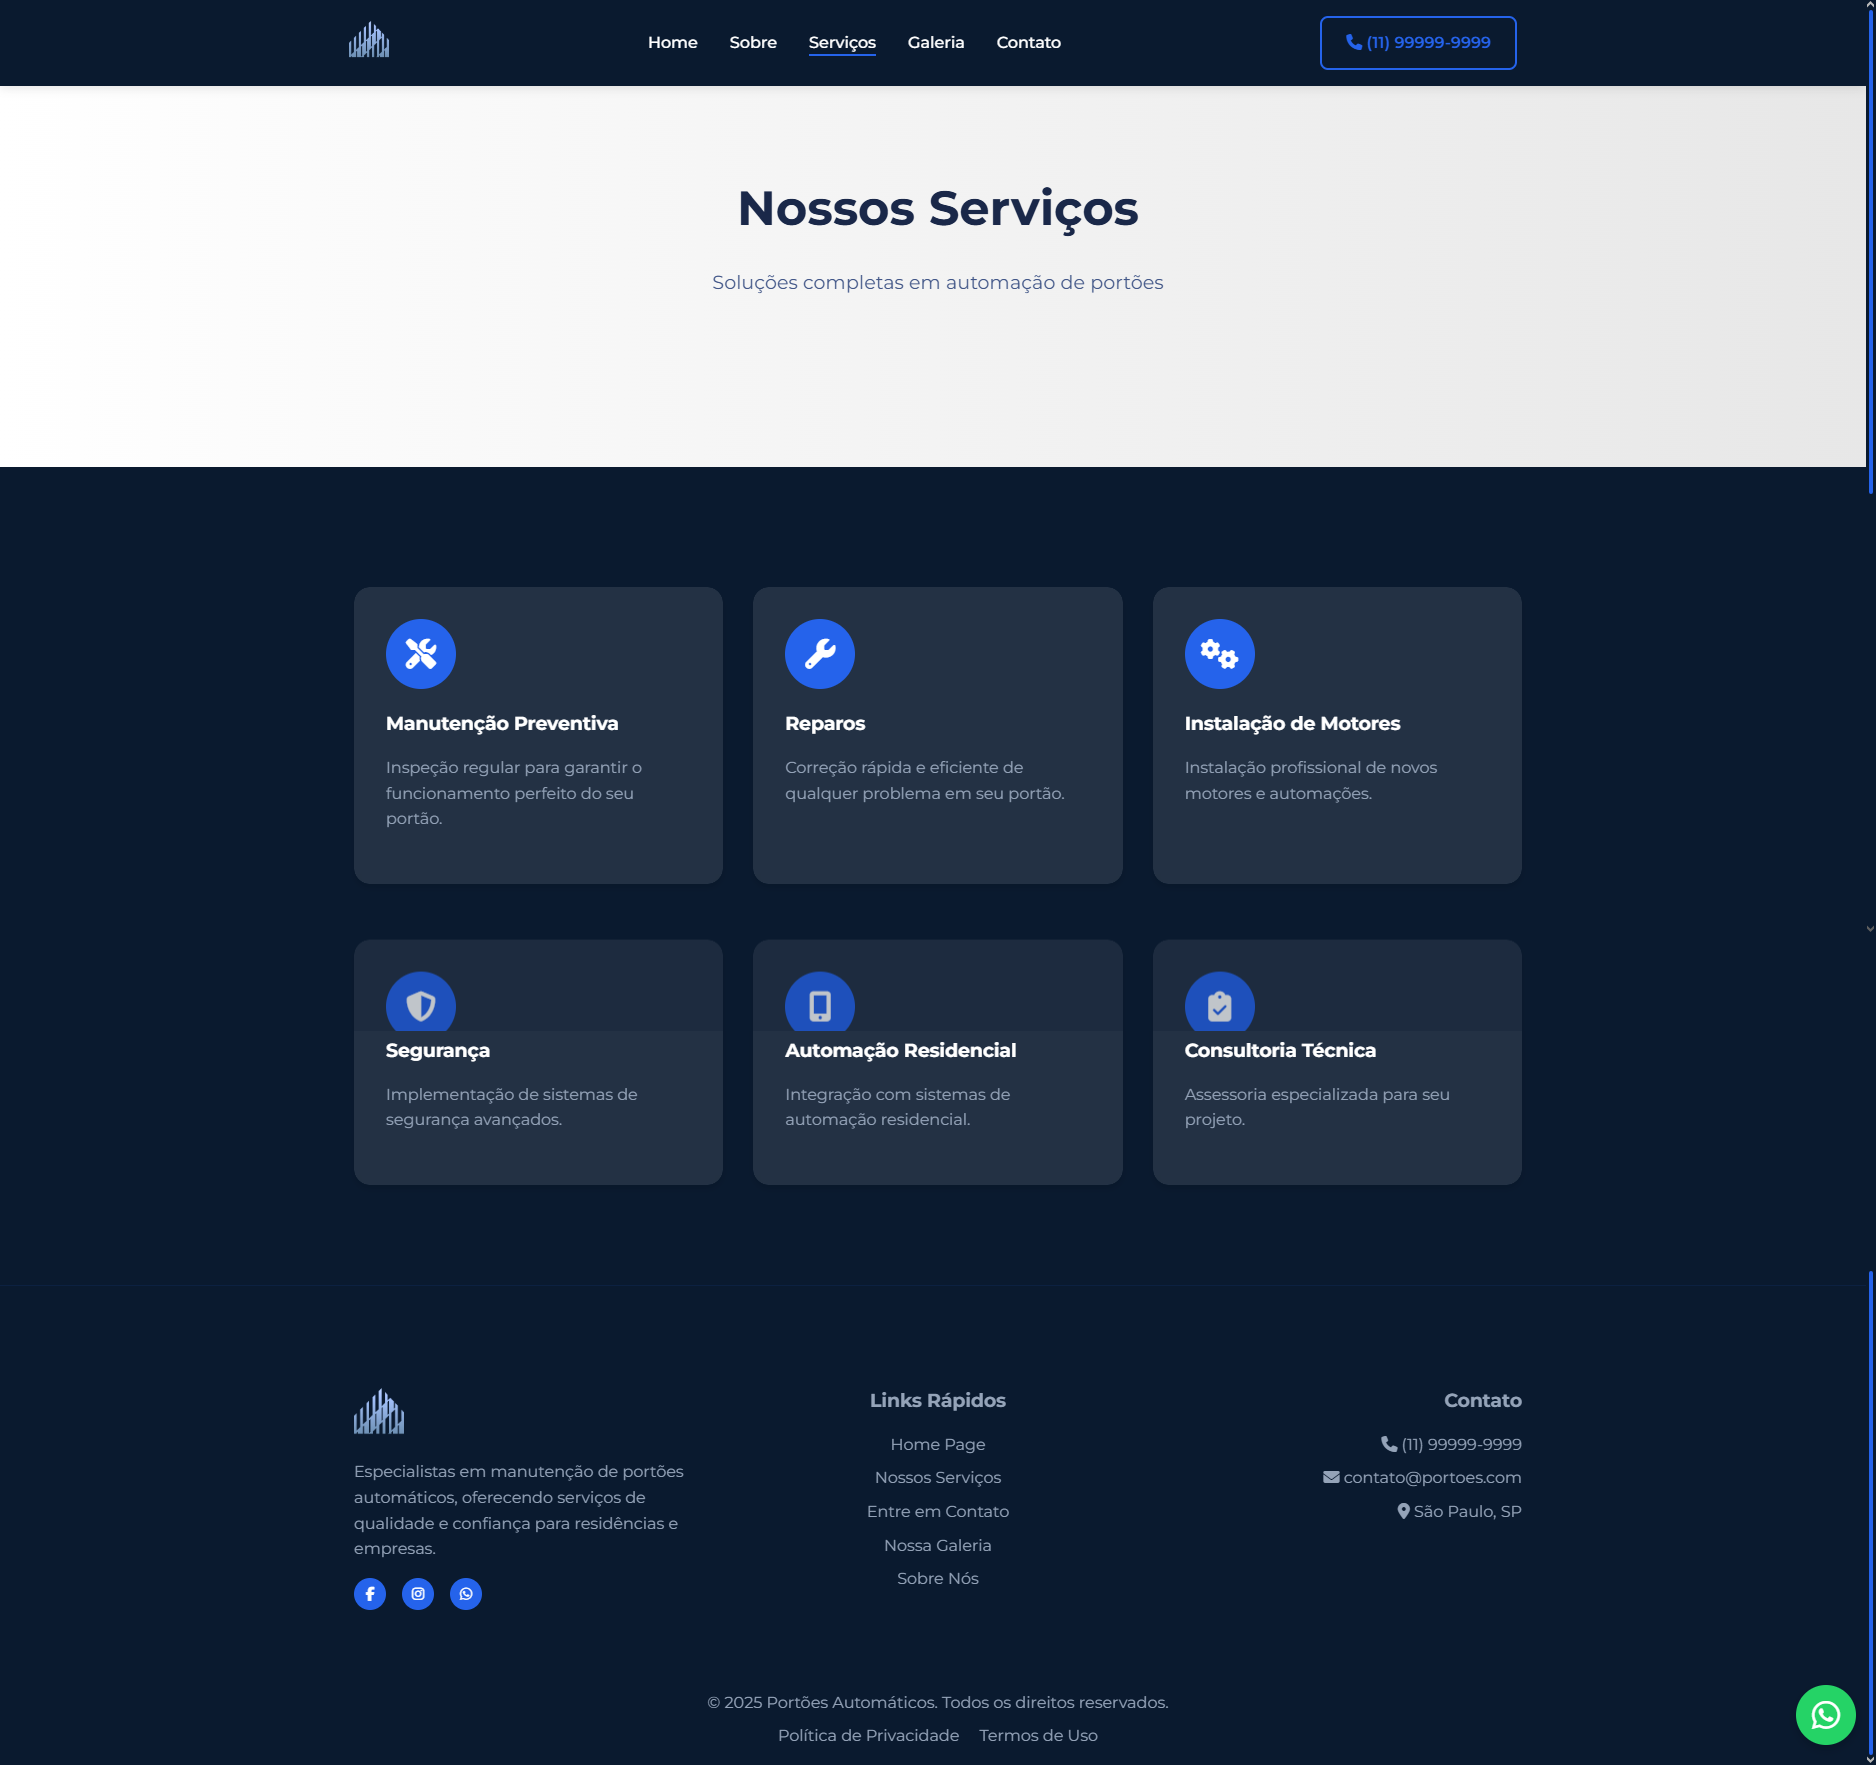 Home Sobre Serviços Galeria Contato
(11) 99999-9999
Nossos Serviços
Soluções completas em automação de portões
Manutenção Preventiva
Inspeção regular para garantir o
funcionamento perfeito do seu
portão.
Reparos
Correção rápida e eficiente de
qualquer problema em seu portão.
Instalação de Motores
Instalação profissional de novos
motores e automações.
Segurança
Implementação de sistemas de
segurança avançados.
Automação Residencial
Integração com sistemas de
automação residencial.
Consultoria Técnica
Assessoria especializada para seu
projeto.
Especialistas em manutenção de portões
automáticos, oferecendo serviços de
qualidade e confiança para residências e
empresas.
Links Rápidos
Home Page
Nossos Serviços
Entre em Contato
Nossa Galeria
Sobre Nós
Contato
(11) 99999-9999
contato@portoes.com
São Paulo, SP
© 2025 Portões Automáticos. Todos os direitos reservados.
Política de Privacidade Termos de Uso